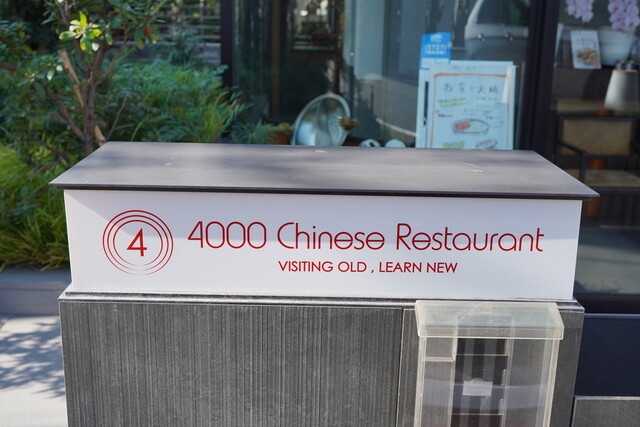 4
4000 Chinese Restaurant
VISITING OLD , LEARN NEW